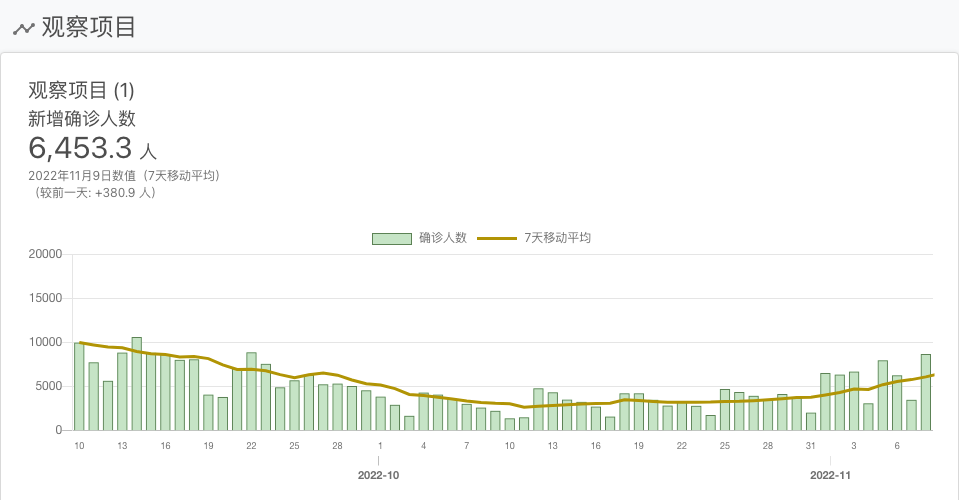 观察项目
观察项目 (1)
新增确诊人数
6,453.3 人
2022年11月9日数值（7天移动平均）
（较前一天: +380.9 人）
确诊人数 7天移动平均
20000
15000
10000
5000
0
10 13 16 19 22 25 28 1 4 7 10 13 16 19 22 25 28 31 3 6
2022-10 2022-11